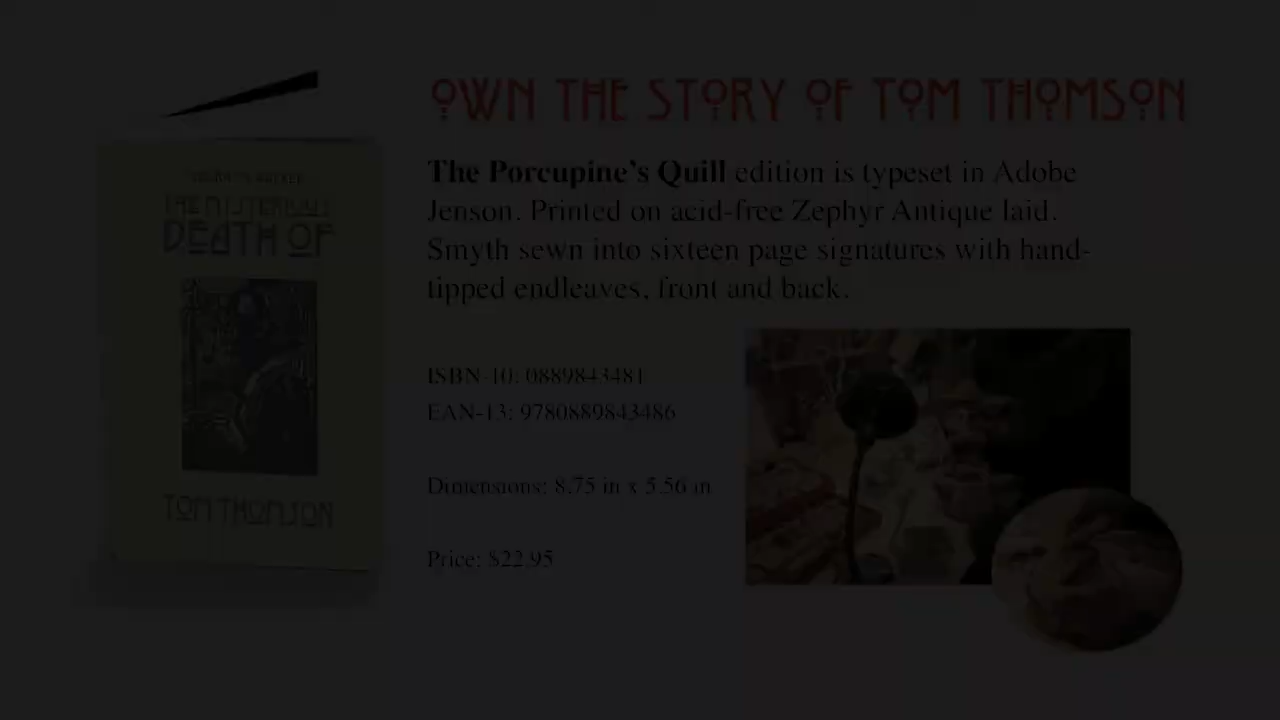 OWN THE STORY OF TOM THOMSON
The Porcupine's Quill edition is typeset in Adobe
Jenson. Printed on acid-free Zephyr Antique laid.
Smyth sewn into sixteen page signatures with hand-
tipped endleaves, front and back.
THE MYSTERIOUS
DEATH OF
TOM THOMSON
ISBN-10: 0889843481
EAN-13: 9780889843486
Dimensions: 8.75 in x 5.56 in
Price: $22.95